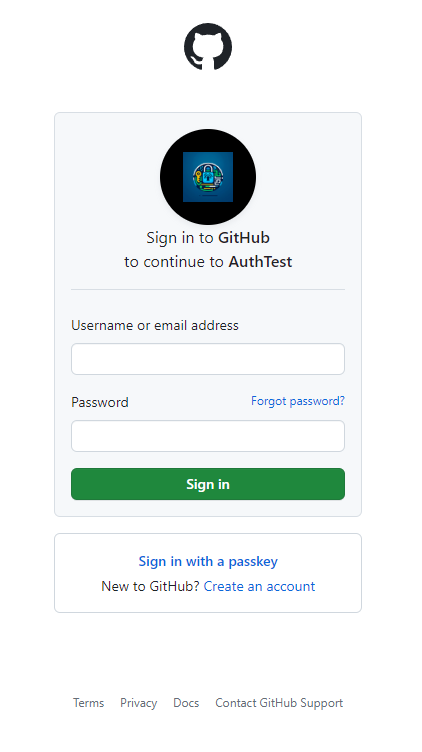 Sign in to GitHub
to continue to AuthTest
Username or email address
Password Forgot password?
Sign in
Sign in with a passkey
New to GitHub? Create an account
Terms Privacy Docs Contact GitHub Support